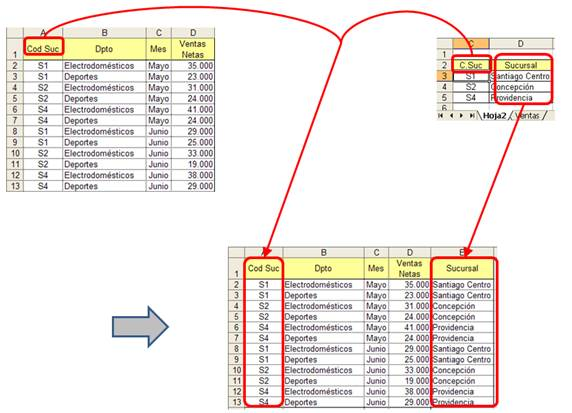 A B C D
1 Cod Suc Dpto Mes Ventas Netas
2 S1 Electrodomésticos Mayo 35.000
3 S1 Deportes Mayo 23.000
4 S2 Electrodomésticos Mayo 31.000
5 S2 Deportes Mayo 24.000
6 S4 Electrodomésticos Mayo 41.000
7 S4 Deportes Mayo 24.000
8 S1 Electrodomésticos Junio 29.000
9 S1 Deportes Junio 25.000
10 S2 Electrodomésticos Junio 33.000
11 S2 Deportes Junio 19.000
12 S4 Electrodomésticos Junio 38.000
13 S4 Deportes Junio 29.000
C D
1
2 C.Suc Sucursal
3 S1 Santiago Centro
4 S2 Concepción
5 S4 Providencia
Hoja2 Ventas
A B C D E
1 Cod Suc Dpto Mes Ventas Netas Sucursal
2 S1 Electrodomésticos Mayo 35.000 Santiago Centro
3 S1 Deportes Mayo 23.000 Santiago Centro
4 S2 Electrodomésticos Mayo 31.000 Concepción
5 S2 Deportes Mayo 24.000 Concepción
6 S4 Electrodomésticos Mayo 41.000 Providencia
7 S4 Deportes Mayo 24.000 Providencia
8 S1 Electrodomésticos Junio 29.000 Santiago Centro
9 S1 Deportes Junio 25.000 Santiago Centro
10 S2 Electrodomésticos Junio 33.000 Concepción
11 S2 Deportes Junio 19.000 Concepción
12 S4 Electrodomésticos Junio 38.000 Providencia
13 S4 Deportes Junio 29.000 Providencia